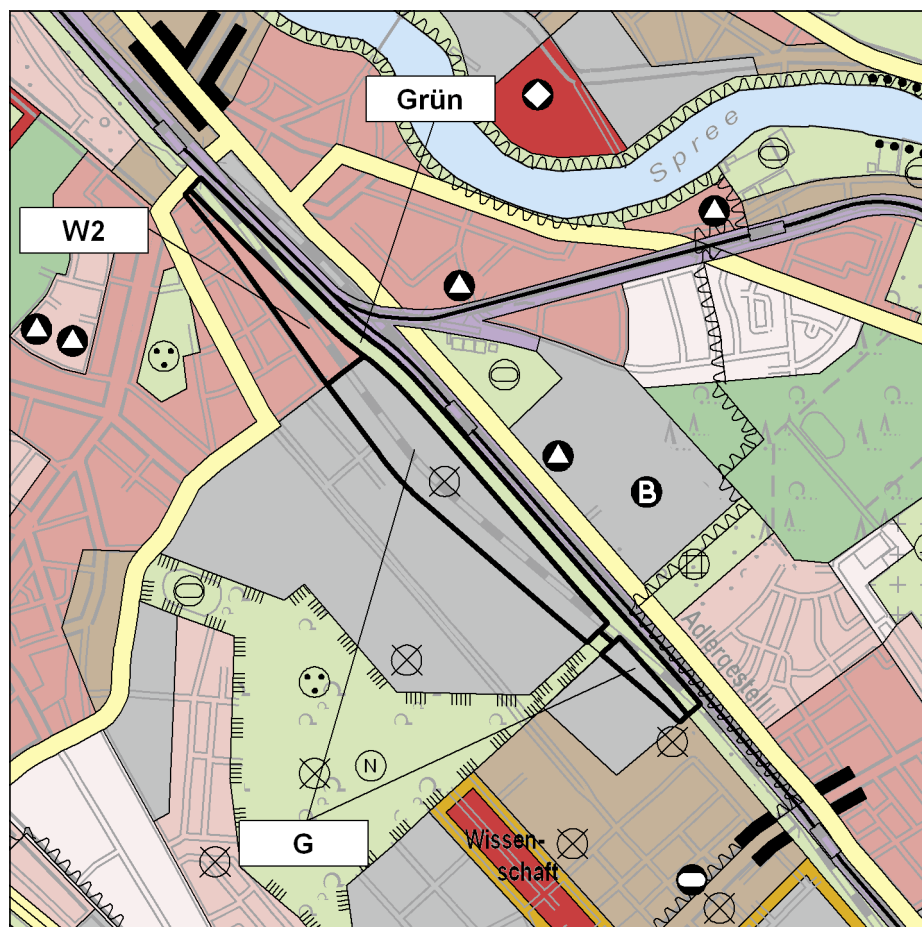 Grün
Spree
W2
B
Adlergestell
N
G
Wissen-
schaft